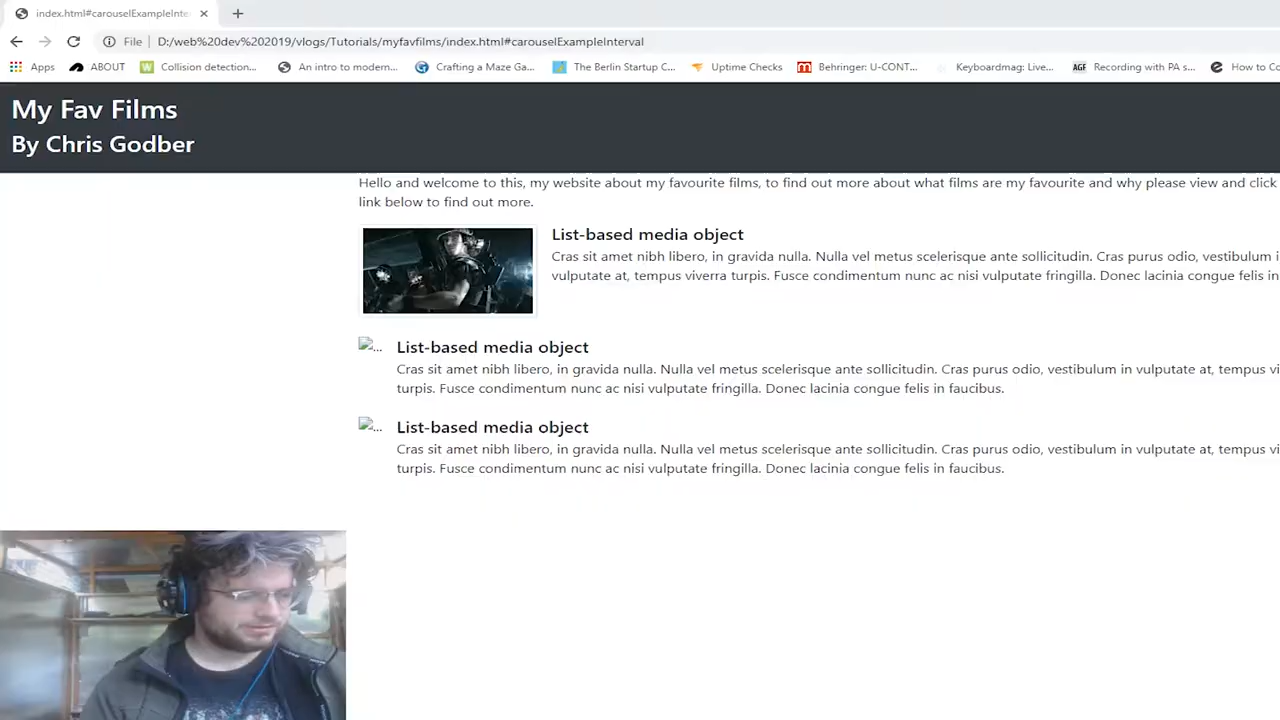 index.html#carouselExampleInte
File D:/web%20dev%202019/vlogs/Tutorials/myfavfilms/index.html#carouselExampleInterval
Apps ABOUT Collision detection... An intro to modern... Crafting a Maze Ga... The Berlin Startup C... Uptime Checks Behringer: U-CONT... Keyboardmag: Live... AGF Recording with PA s... How to Co
My Fav Films
By Chris Godber
Hello and welcome to this, my website about my favourite films, to find out more about what films are my favourite and why please view and click
link below to find out more.
List-based media object
Cras sit amet nibh libero, in gravida nulla. Nulla vel metus scelerisque ante sollicitudin. Cras purus odio, vestibulum i
vulputate at, tempus viverra turpis. Fusce condimentum nunc ac nisi vulputate fringilla. Donec lacinia congue felis in
... List-based media object
Cras sit amet nibh libero, in gravida nulla. Nulla vel metus scelerisque ante sollicitudin. Cras purus odio, vestibulum in vulputate at, tempus vi
turpis. Fusce condimentum nunc ac nisi vulputate fringilla. Donec lacinia congue felis in faucibus.
... List-based media object
Cras sit amet nibh libero, in gravida nulla. Nulla vel metus scelerisque ante sollicitudin. Cras purus odio, vestibulum in vulputate at, tempus vi
turpis. Fusce condimentum nunc ac nisi vulputate fringilla. Donec lacinia congue felis in faucibus.